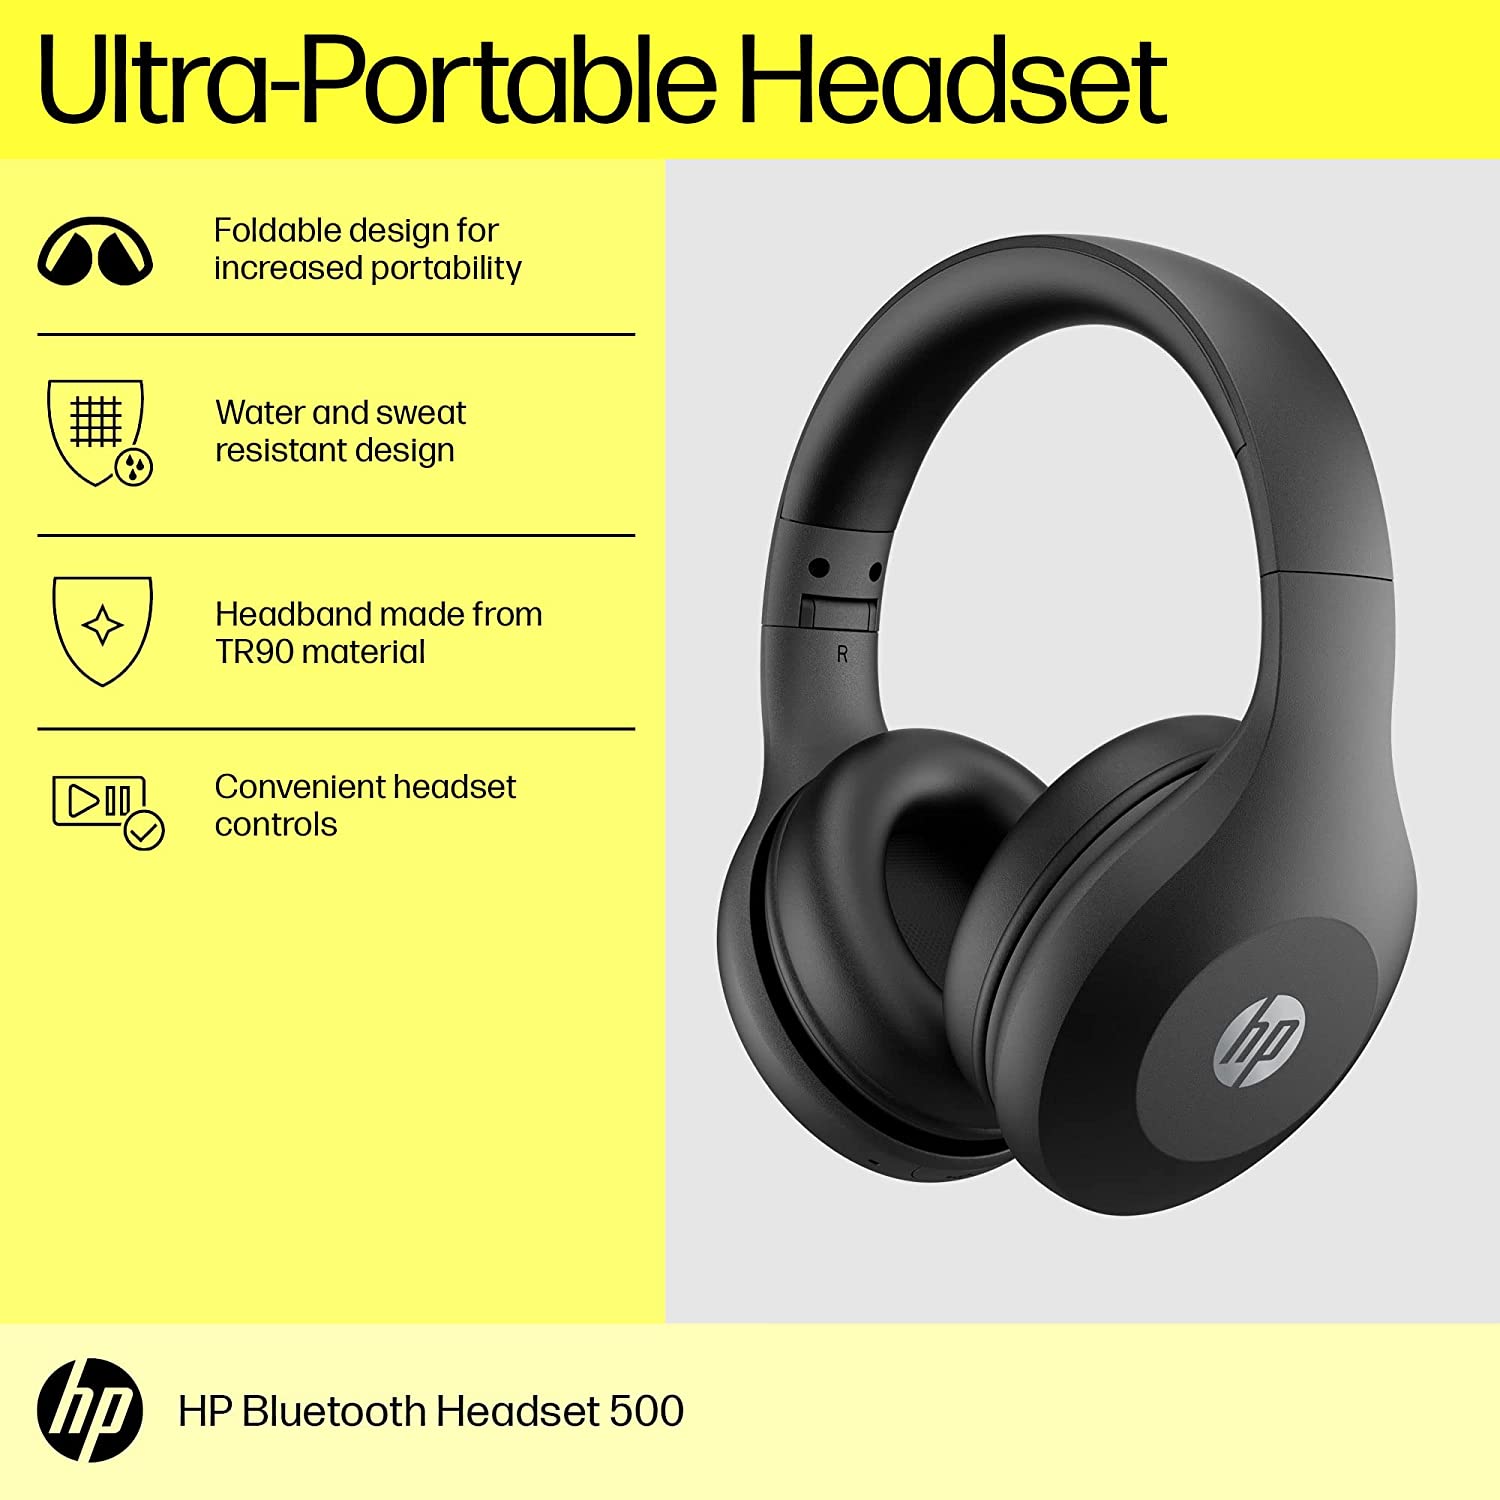 Ultra-Portable Headset
Foldable design for
increased portability
Water and sweat
resistant design
Headband made from
TR90 material
Convenient headset
controls
R
hp
hp
HP Bluetooth Headset 500